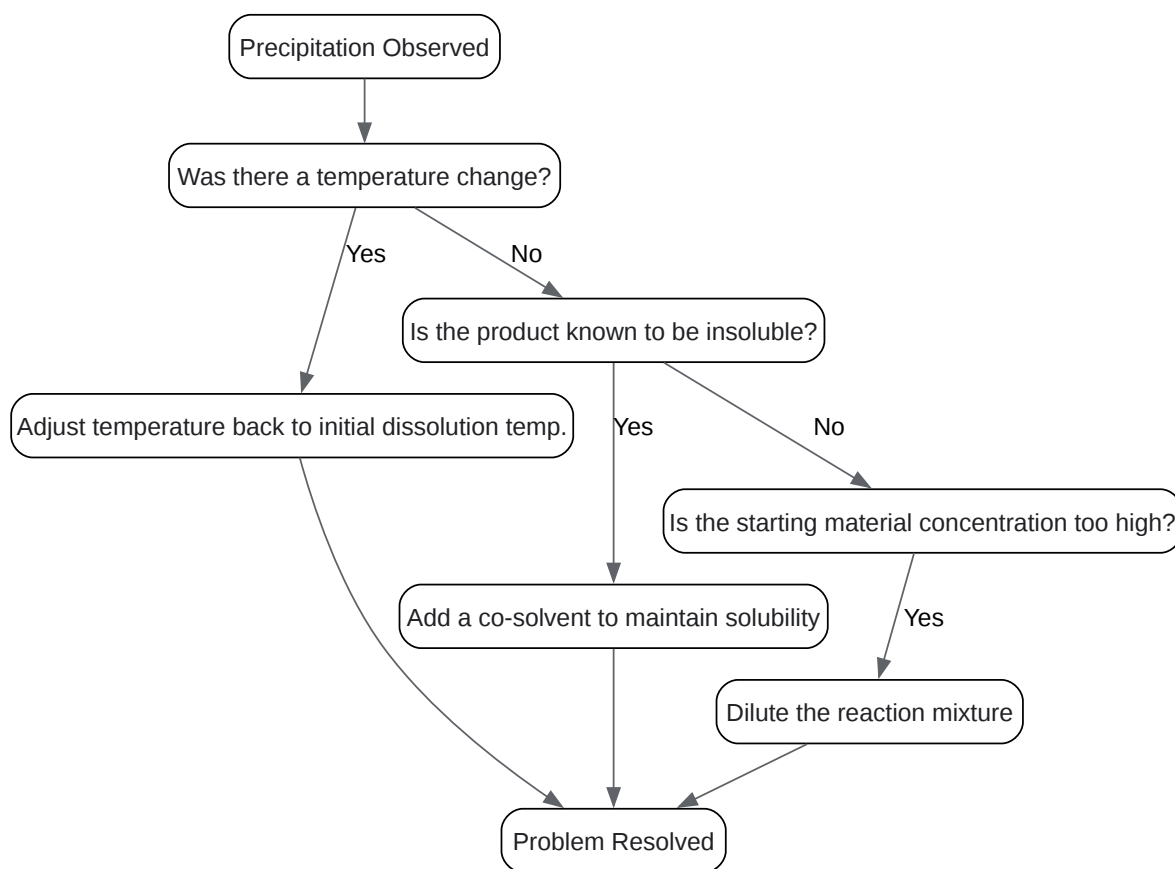 Precipitation Observed
Was there a temperature change?
Yes
No
Is the product known to be insoluble?
Adjust temperature back to initial dissolution temp.
Yes
No
Is the starting material concentration too high?
Add a co-solvent to maintain solubility
Yes
Dilute the reaction mixture
Problem Resolved